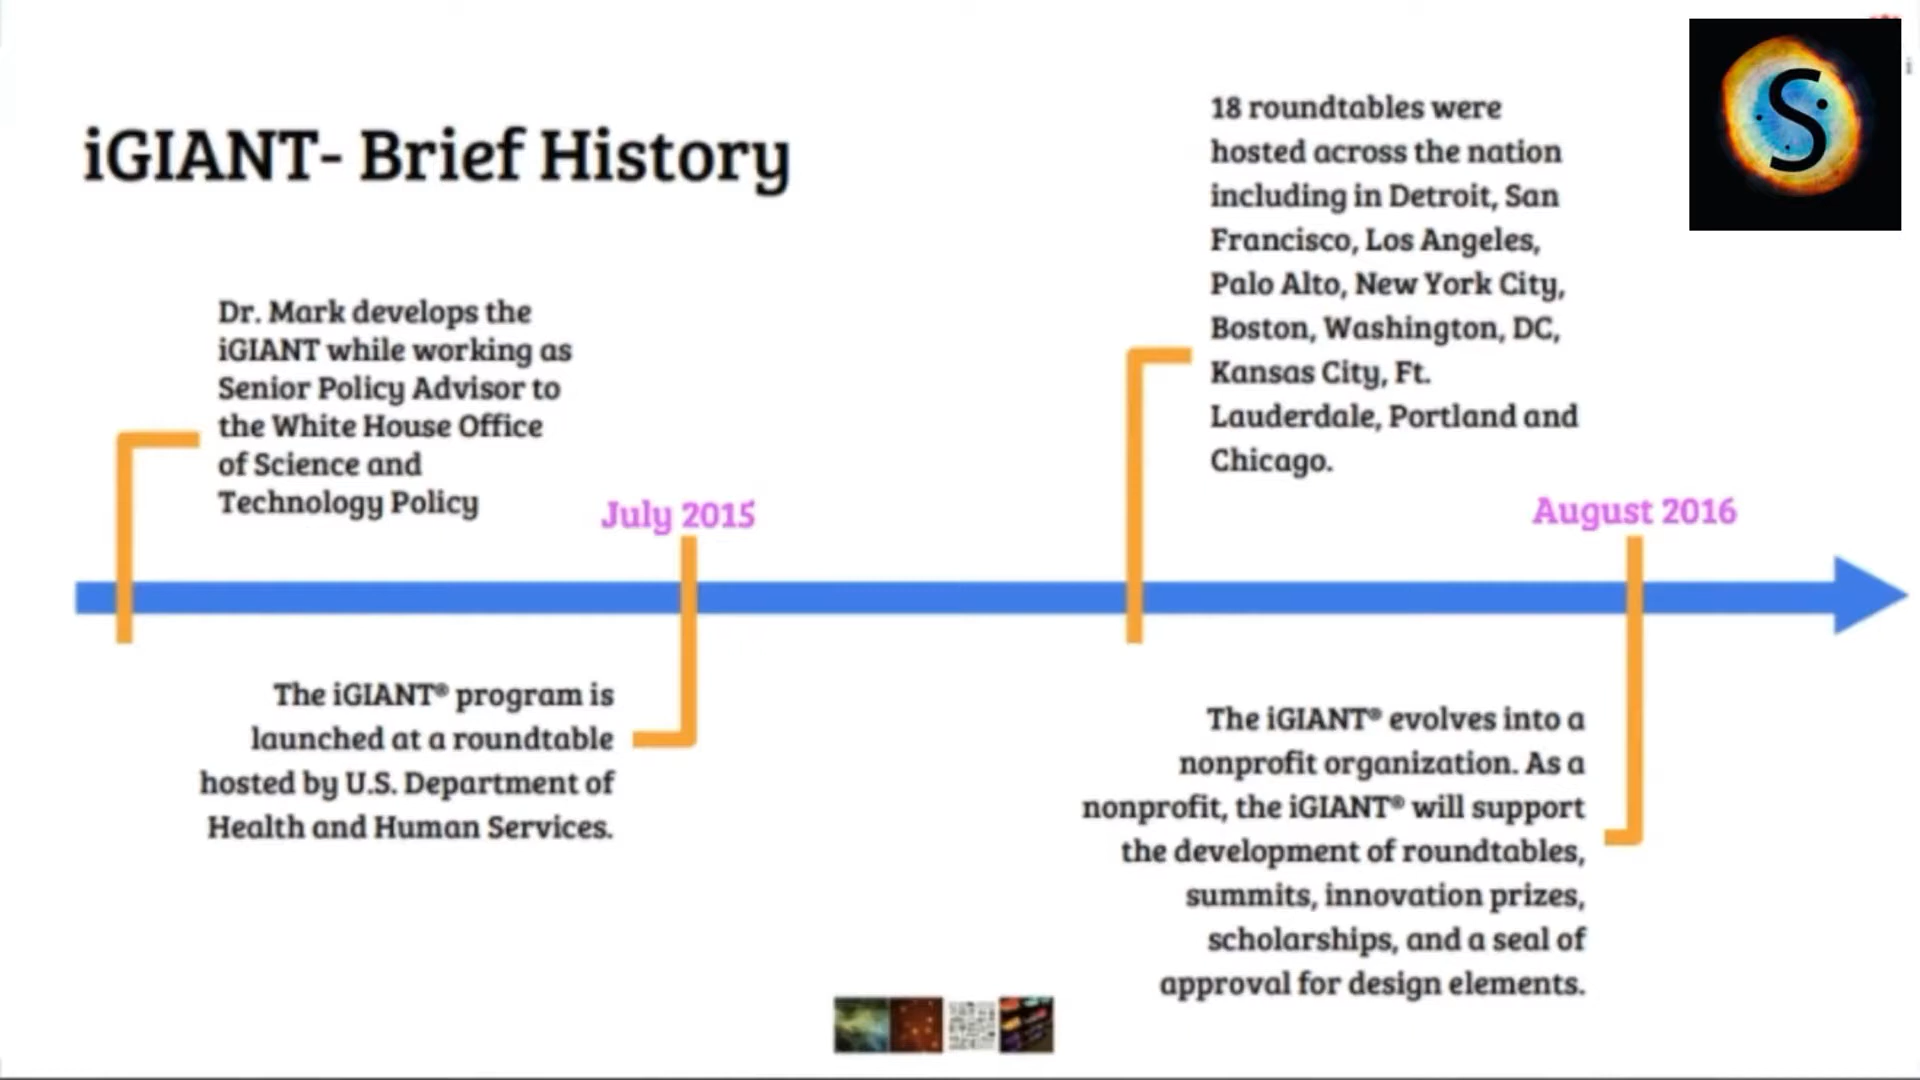 iGIANT- Brief History
Dr. Mark develops the
iGIANT while working as
Senior Policy Advisor to
the White House Office
of Science and
Technology Policy
July 2015
The iGIANT® program is
launched at a roundtable
hosted by U.S. Department of
Health and Human Services.
18 roundtables were
hosted across the nation
including in Detroit, San
Francisco, Los Angeles,
Palo Alto, New York City,
Boston, Washington, DC,
Kansas City, Ft.
Lauderdale, Portland and
Chicago.
August 2016
The iGIANT® evolves into a
nonprofit organization. As a
nonprofit, the iGIANT® will support
the development of roundtables,
summits, innovation prizes,
scholarships, and a seal of
approval for design elements.
S